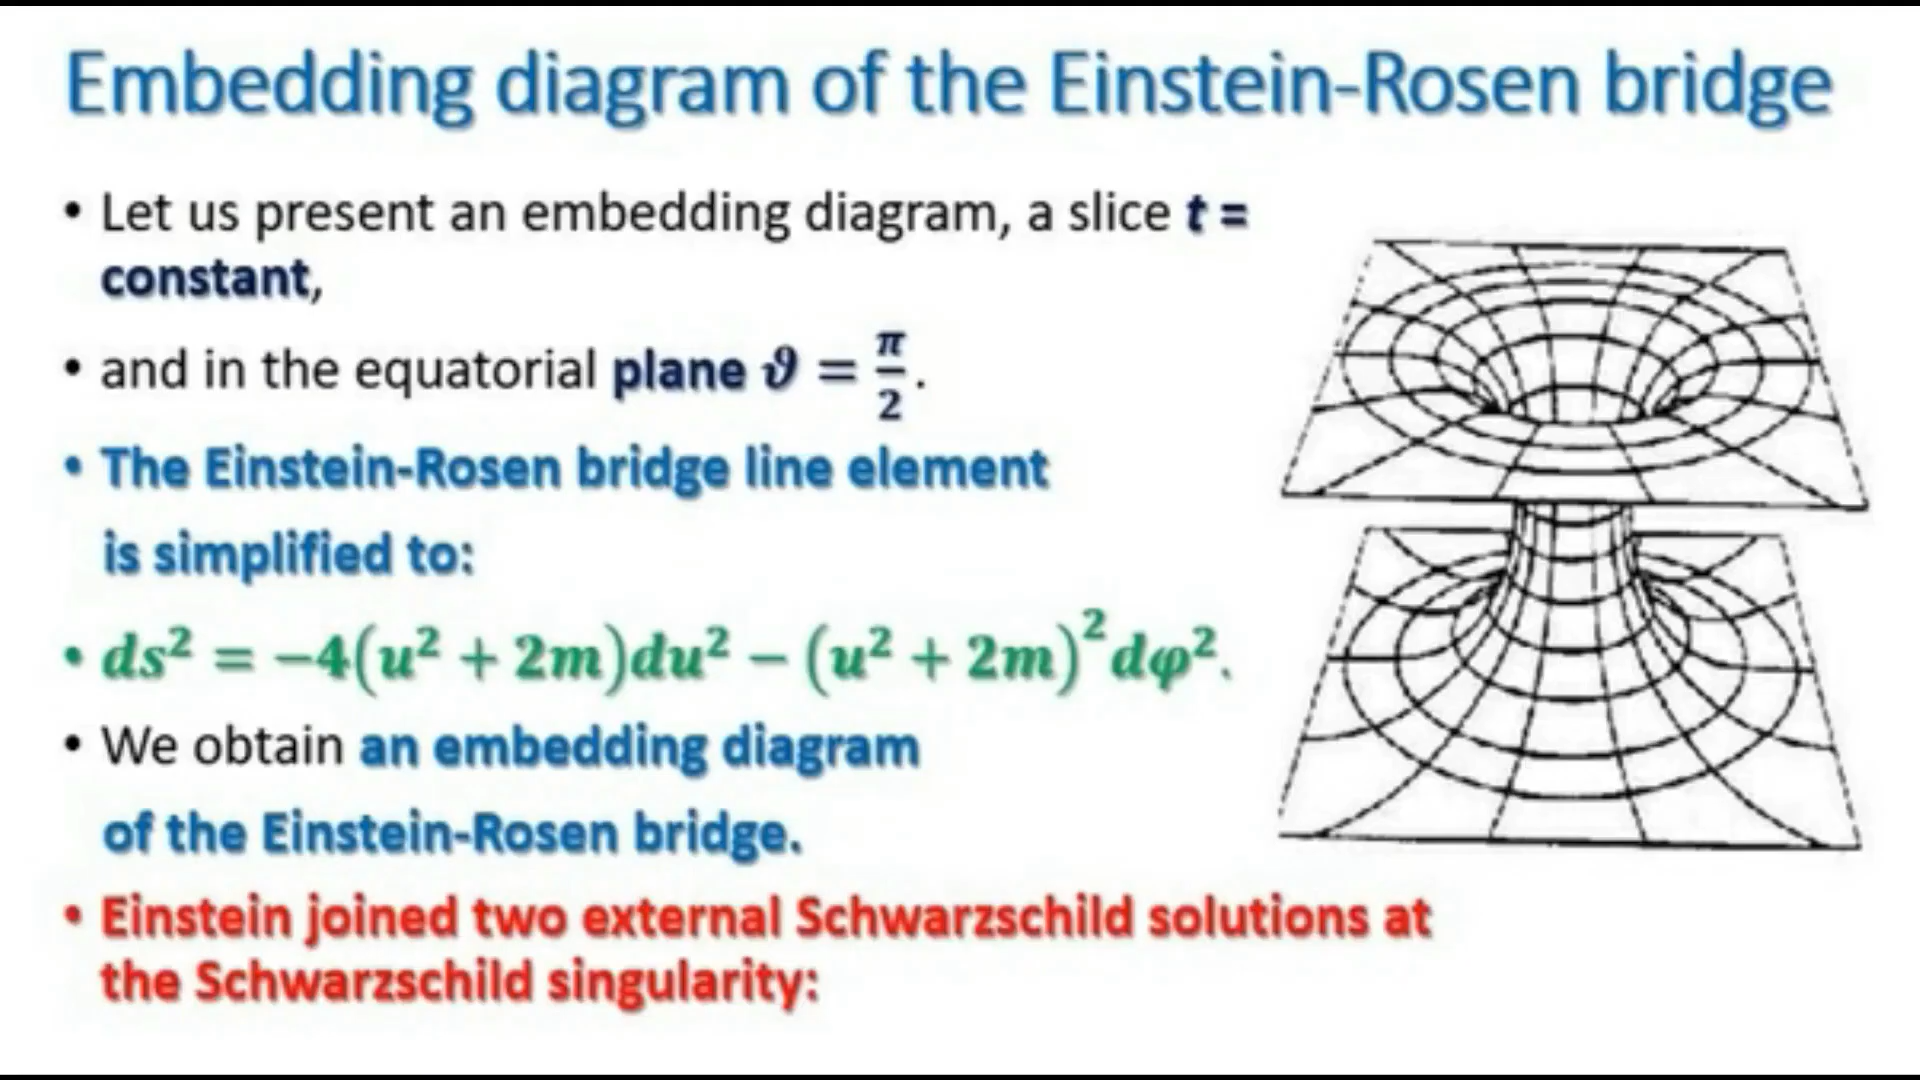 Embedding diagram of the Einstein-Rosen bridge
• Let us present an embedding diagram, a slice t =
constant,
• and in the equatorial plane ϑ = π/2 .
• The Einstein-Rosen bridge line element
is simplified to:
• ds² = −4(u² + 2m)du² − (u² + 2m)²dφ².
• We obtain an embedding diagram
of the Einstein-Rosen bridge.
• Einstein joined two external Schwarzschild solutions at
the Schwarzschild singularity: